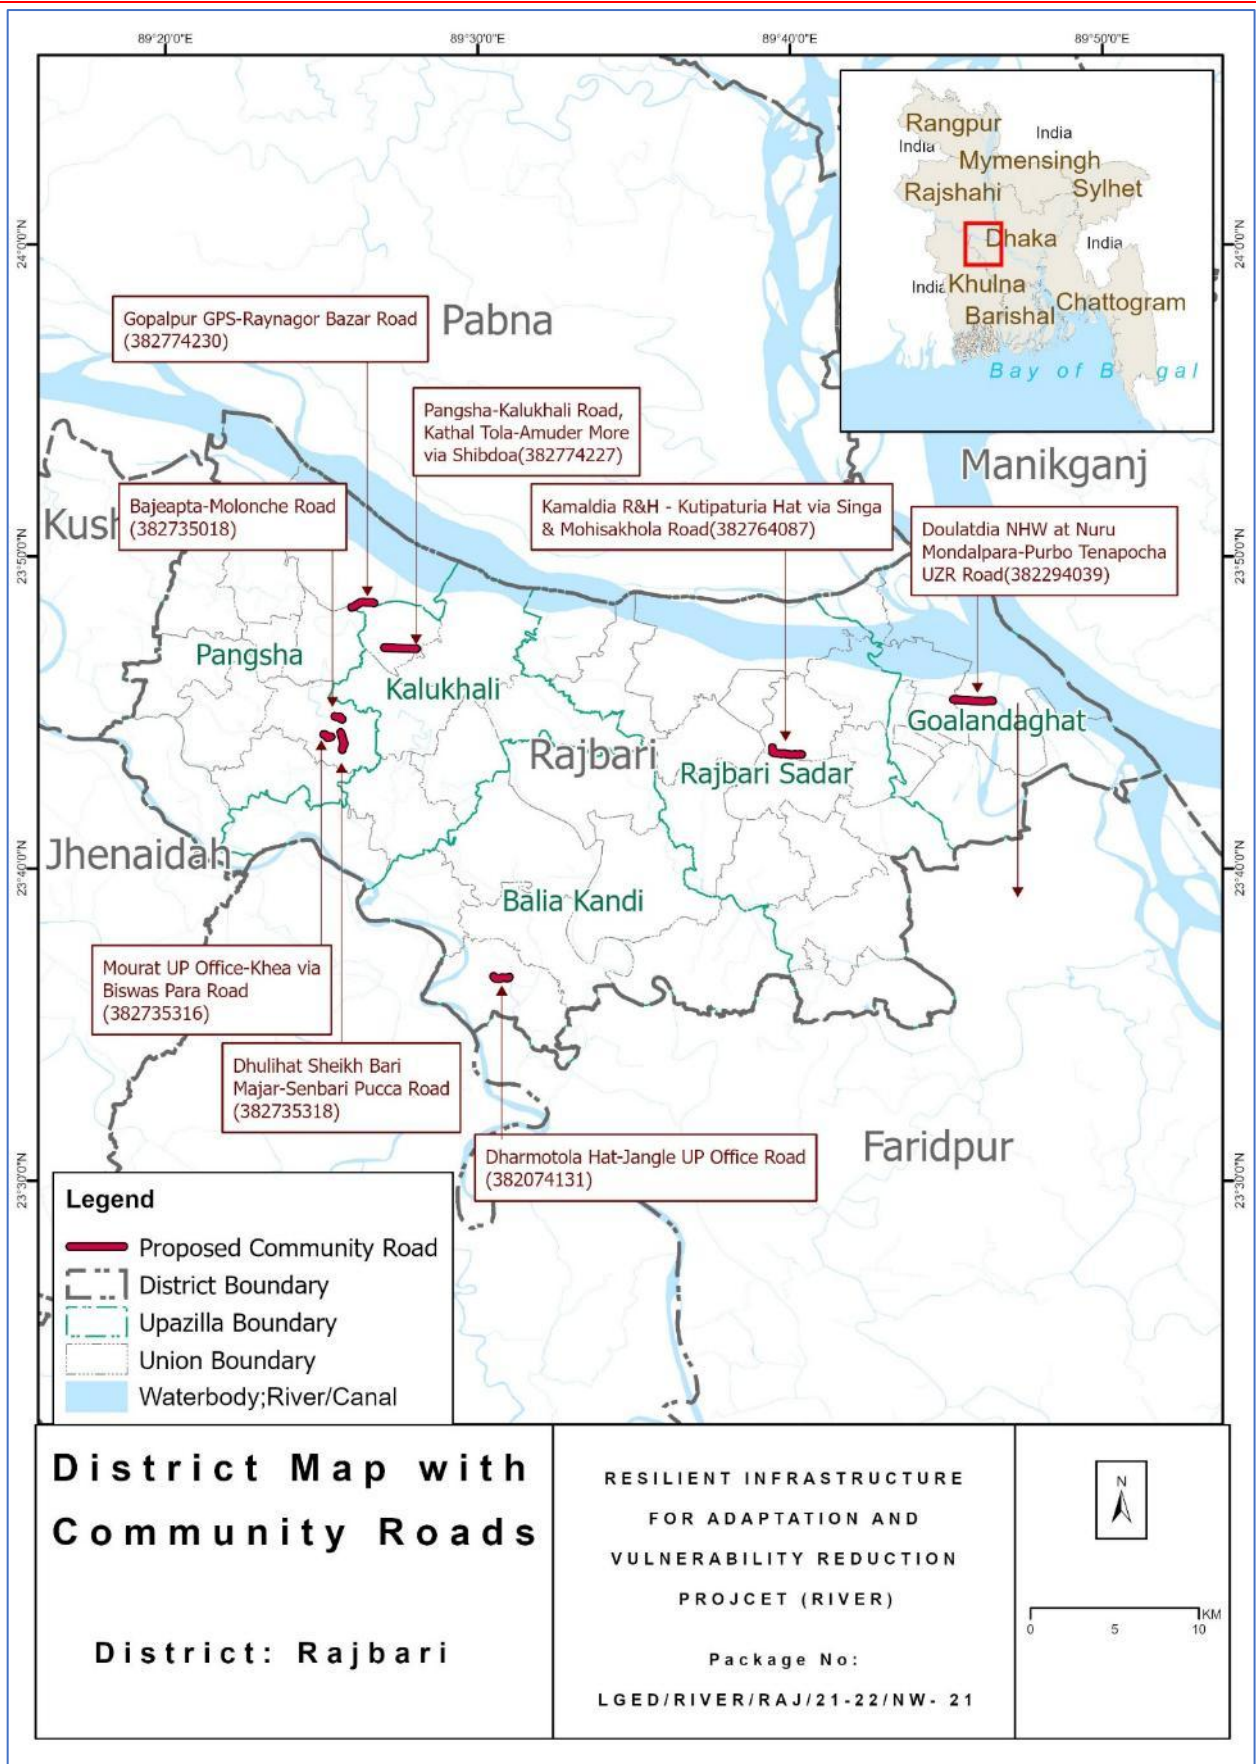 89°20'0"E
89°30'0"E
89°40'0"E
89°50'0"E
24°0'0"N
23°50'0"N
23°40'0"N
23°30'0"N
24°0'0"N
23°50'0"N
23°40'0"N
23°30'0"N
Rangpur
India
India
Mymensingh
Rajshahi
Sylhet
Dhaka
India
India
Khulna
Chattogram
Barishal
Bay of B gal
Gopalpur GPS-Raynagor Bazar Road
(382774230)
Pabna
Pangsha-Kalukhali Road,
Kathal Tola-Amuder More
via Shibdoa(382774227)
Manikganj
Bajeapta-Molonche Road
(382735018)
Kush
Kamaldia R&H - Kutipaturia Hat via Singa
& Mohisakhola Road(382764087)
Doulatdia NHW at Nuru
Mondalpara-Purbo Tenapocha
UZR Road(382294039)
Pangsha
Kalukhali
Rajbari
Rajbari Sadar
Goalandaghat
Jhenaidah
Balia Kandi
Mourat UP Office-Khea via
Biswas Para Road
(382735316)
Dhulihat Sheikh Bari
Majar-Senbari Pucca Road
(382735318)
Dharmotola Hat-Jangle UP Office Road
(382074131)
Faridpur
Legend
Proposed Community Road
District Boundary
Upazilla Boundary
Union Boundary
Waterbody;River/Canal
District Map with
Community Roads
District: Rajbari
RESILIENT INFRASTRUCTURE
FOR ADAPTATION AND
VULNERABILITY REDUCTION
PROJCET (RIVER)
Package No:
LGED/RIVER/RAJ/21-22/NW- 21
N
KM
0 5 10